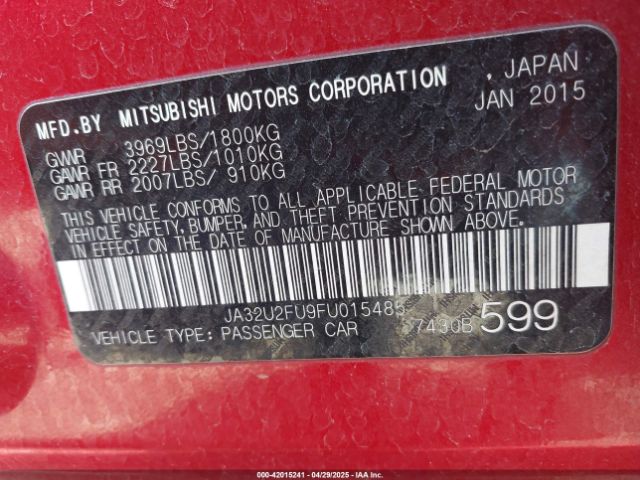 MFD.BY MITSUBISHI MOTORS CORPORATION , JAPAN
JAN 2015
GVWR 3969LBS/1800KG
GAWR FR 2227LBS/1010KG
GAWR RR 2007LBS/ 910KG
THIS VEHICLE CONFORMS TO ALL APPLICABLE FEDERAL MOTOR
VEHICLE SAFETY, BUMPER, AND THEFT PREVENTION STANDARDS
IN EFFECT ON THE DATE OF MANUFACTURE SHOWN ABOVE.
JA32U2FU9FU015485
VEHICLE TYPE: PASSENGER CAR 7430B 599
000-42015241 - 04/29/2025 - IAA Inc.